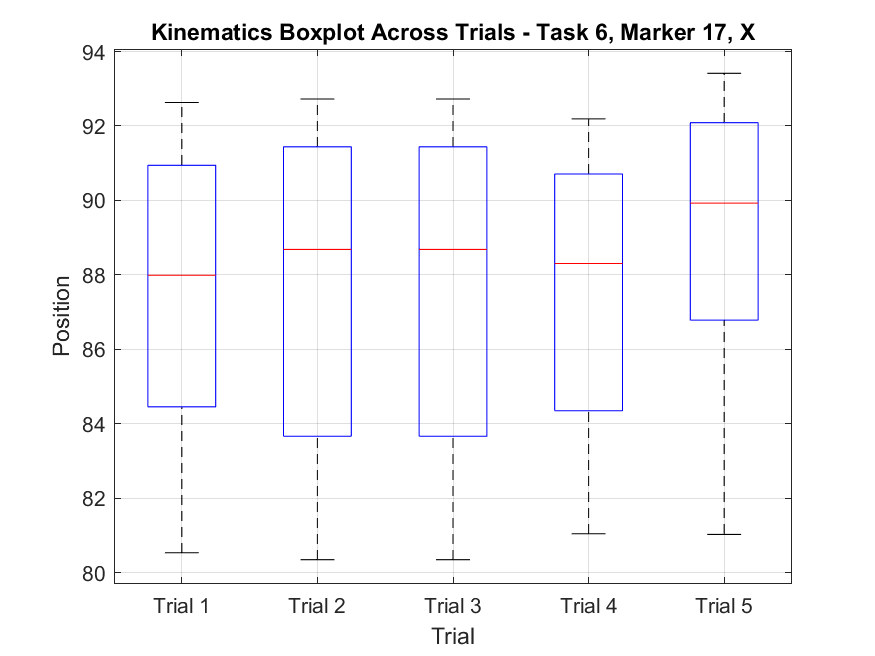 Kinematics Boxplot Across Trials - Task 6, Marker 17, X
94
92
90
88
86
84
82
80
Position
Trial 1 Trial 2 Trial 3 Trial 4 Trial 5
Trial